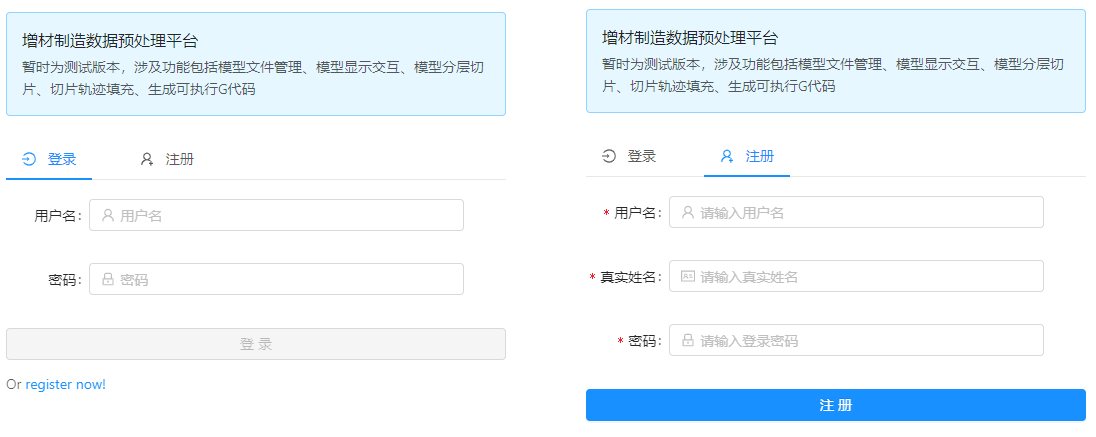 增材制造数据预处理平台
暂时为测试版本，涉及功能包括模型文件管理、模型显示交互、模型分层切
片、切片轨迹填充、生成可执行G代码
登录 注册
用户名: 用户名
密码: 密码
登 录
Or register now!
增材制造数据预处理平台
暂时为测试版本，涉及功能包括模型文件管理、模型显示交互、模型分层切
片、切片轨迹填充、生成可执行G代码
登录 注册
* 用户名: 请输入用户名
* 真实姓名: 请输入真实姓名
* 密码: 请输入登录密码
注 册